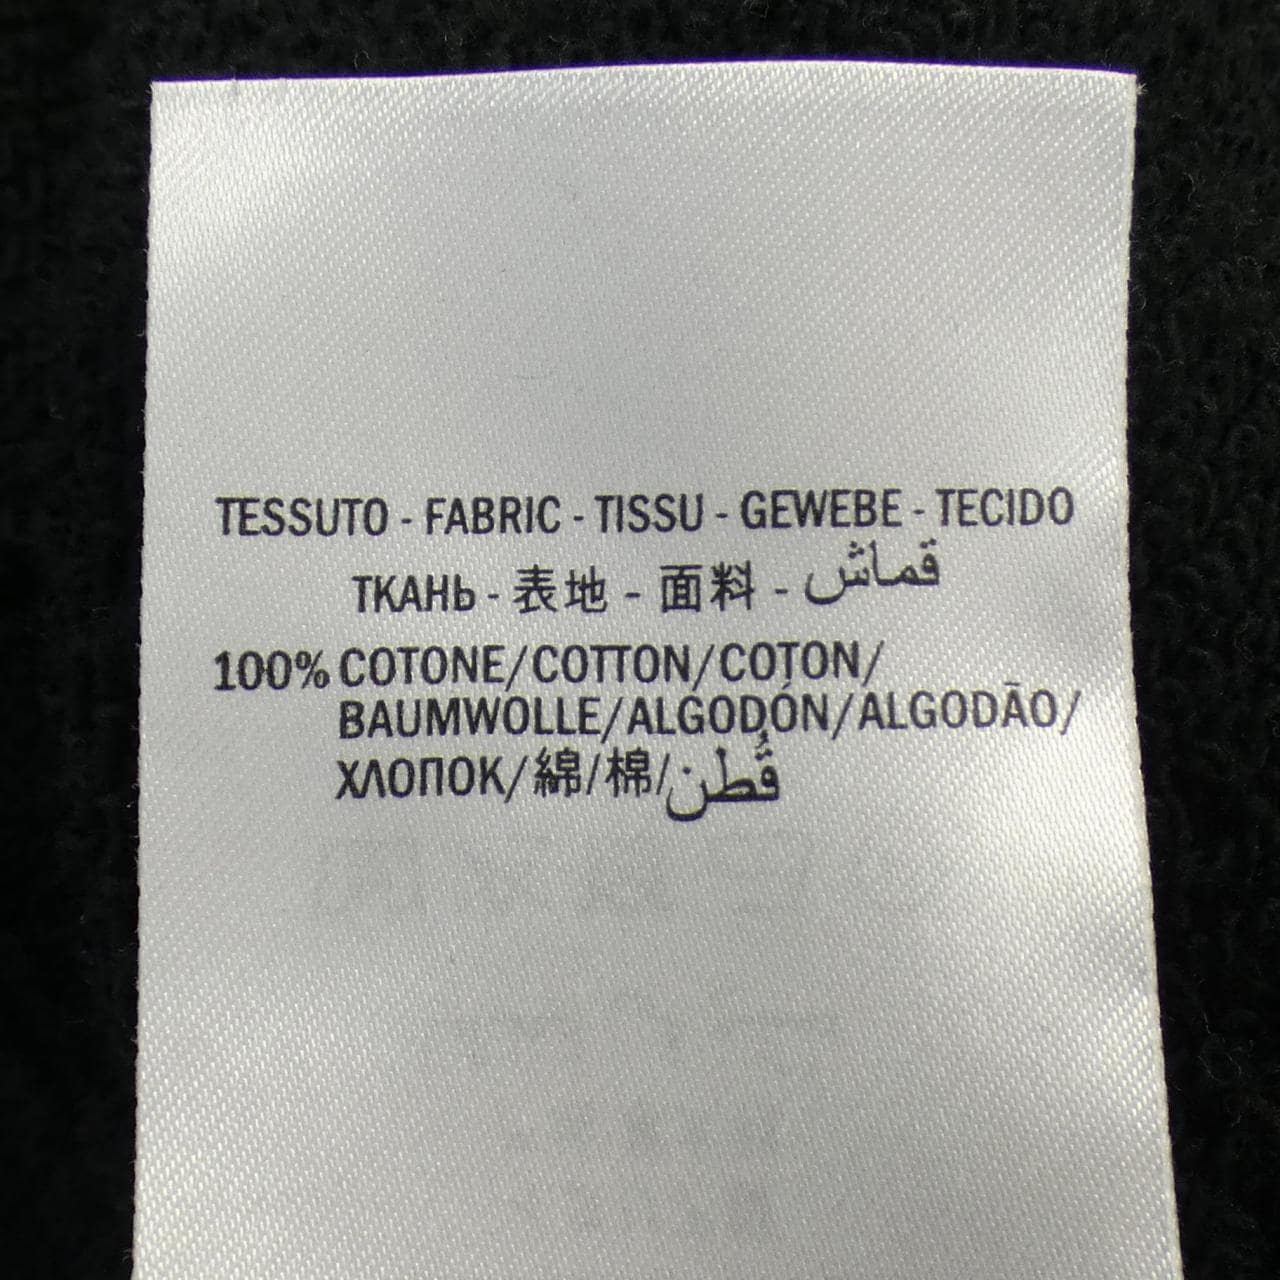 TESSUTO - FABRIC - TISSU - GEWEBE - TECIDO
ТКАНЬ - 表地 - 面料 - قماش
100% COTONE/COTTON/COTON/
BAUMWOLLE/ALGODÓN/ALGODÃO/
ХЛОПОК/綿/棉/قُطن